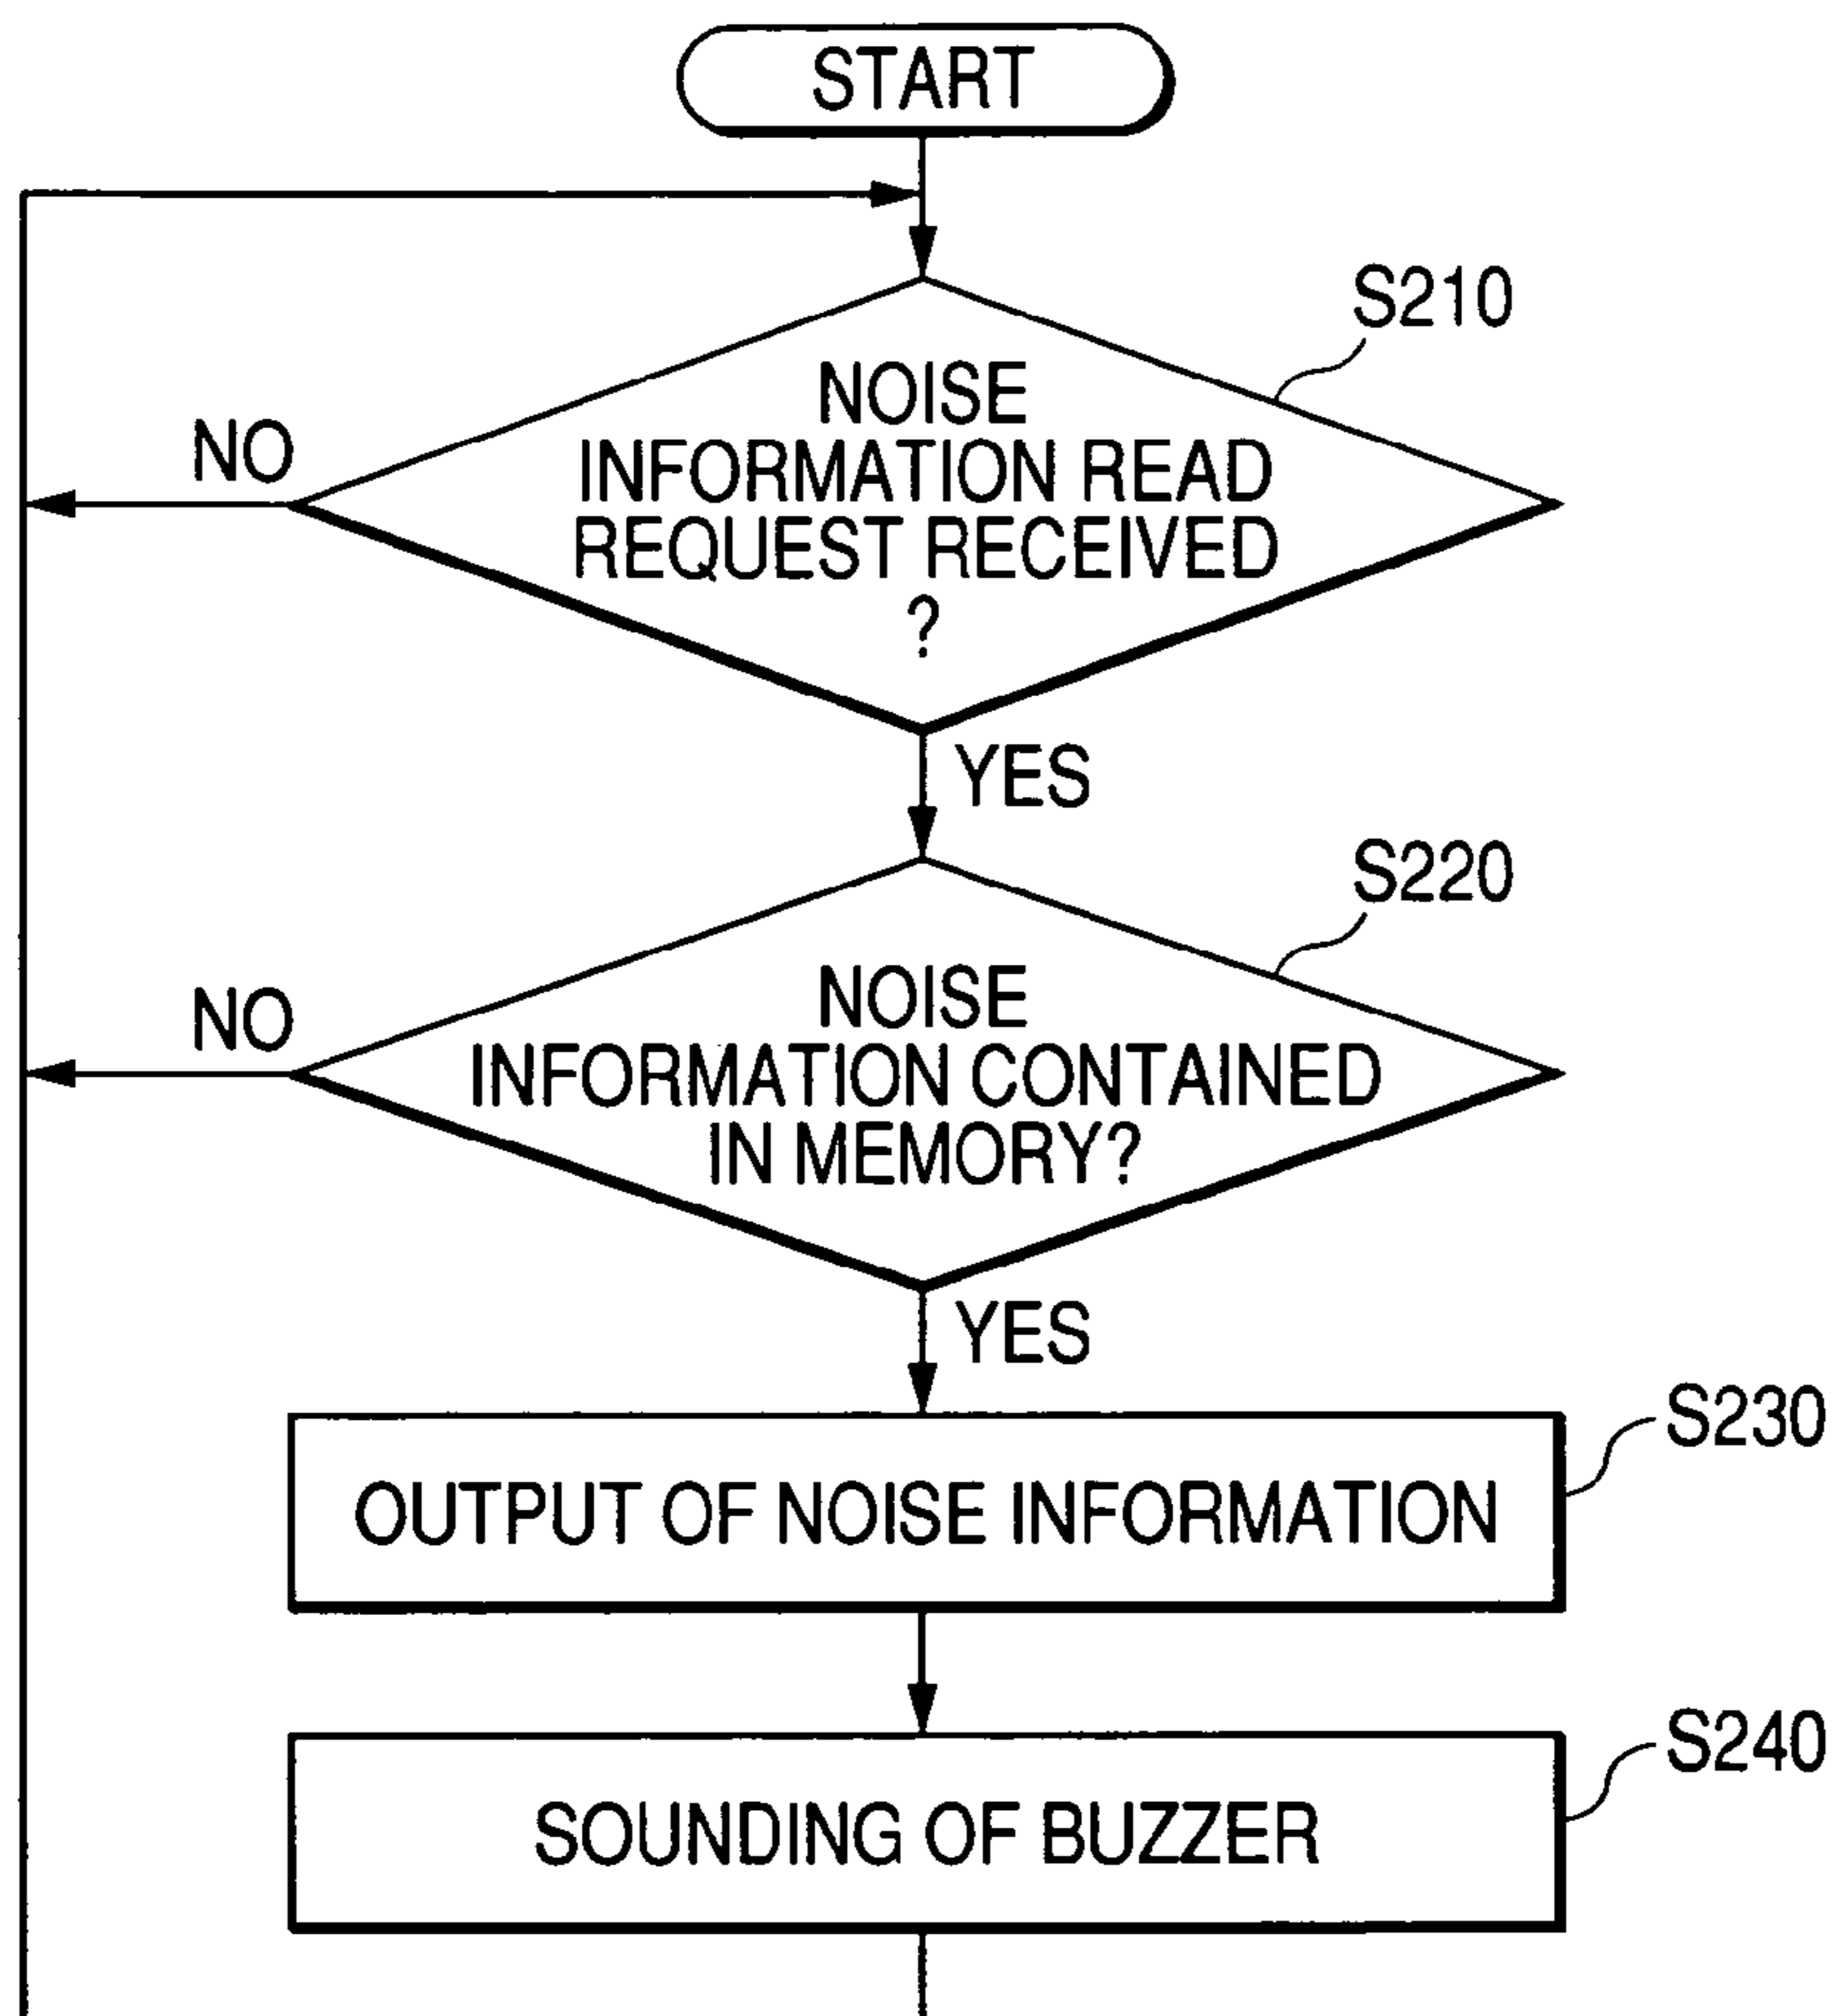 START
S210
NOISE
INFORMATION READ
REQUEST RECEIVED
?
NO
YES
S220
NOISE
INFORMATION CONTAINED
IN MEMORY?
NO
YES
S230
OUTPUT OF NOISE INFORMATION
S240
SOUNDING OF BUZZER